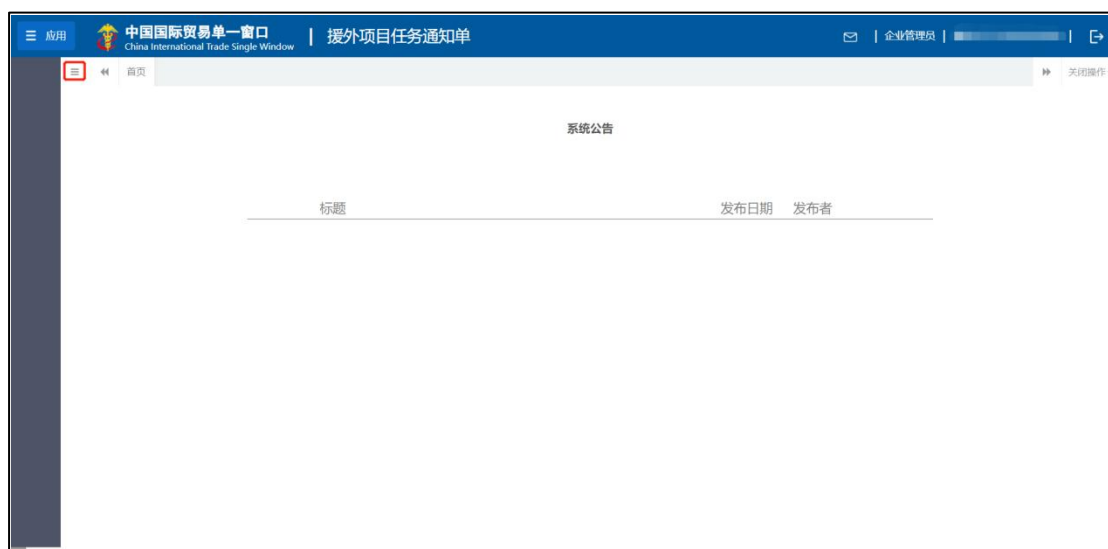 应用
中国国际贸易单一窗口 | 援外项目任务通知单
China International Trade Single Window
企业管理员
首页
关闭操作
系统公告
标题 发布日期 发布者